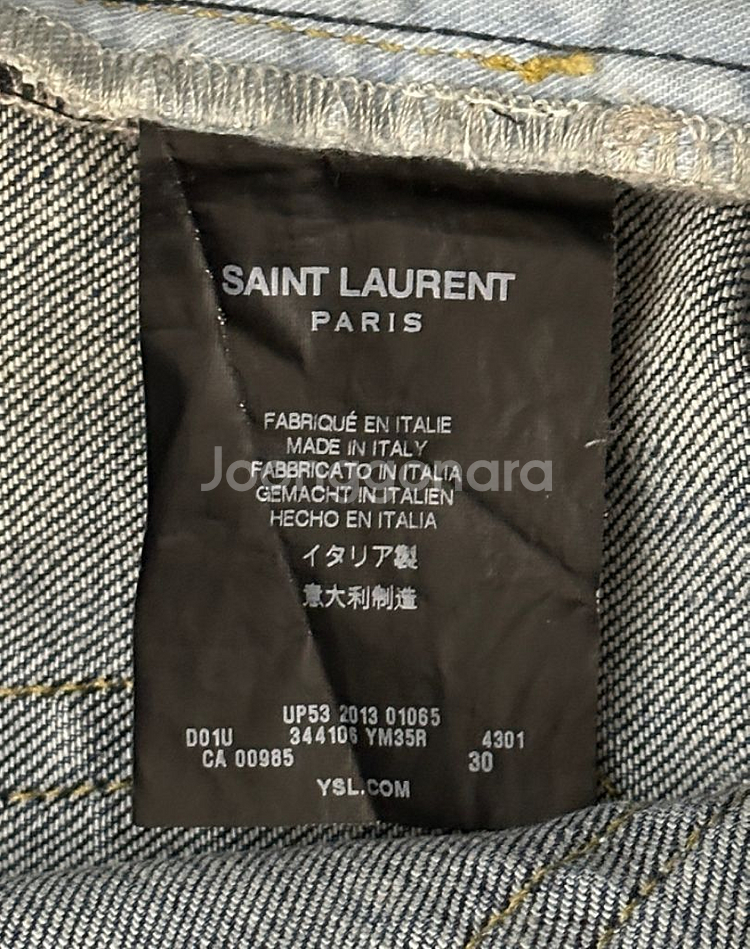 SAINT LAURENT
PARIS
FABRIQUÉ EN ITALIE
MADE IN ITALY
FABBRICATO IN ITALIA
Joonggonara
GEMACHT IN ITALIEN
HECHO EN ITALIA
イタリア製
意大利制造
UP53 2013 01065
D01U 344106 YM35R 4301
CA 00985 30
YSL.COM